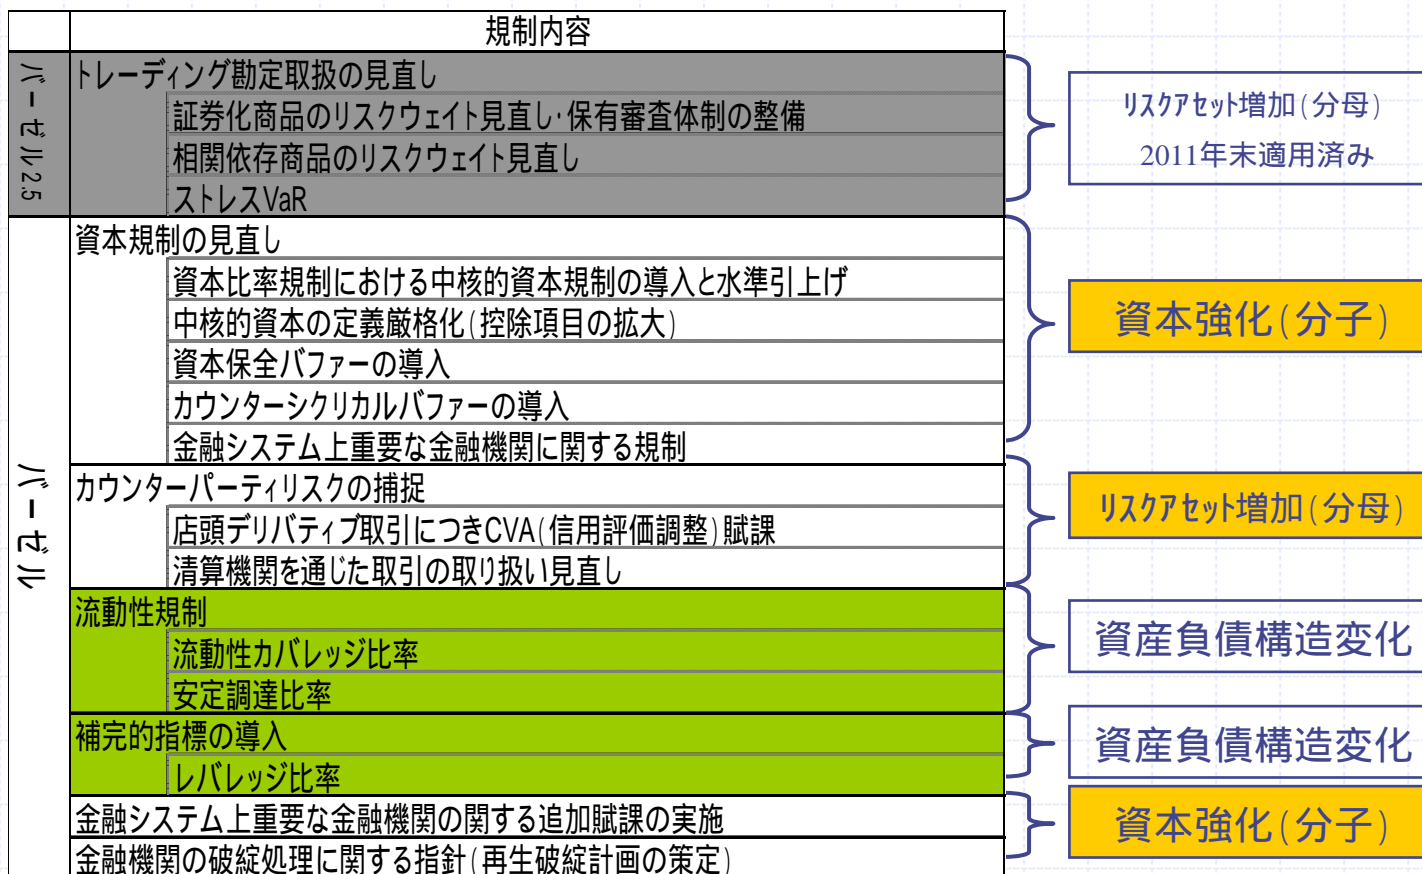 規制内容
バーゼル2.5
トレーディング勘定取扱の見直し
証券化商品のリスクウェイト見直し・保有審査体制の整備
相関依存商品のリスクウェイト見直し
ストレスVaR
リスクアセット増加(分母)
2011年末適用済み
バーゼル
資本規制の見直し
資本比率規制における中核的資本規制の導入と水準引上げ
中核的資本の定義厳格化(控除項目の拡大)
資本保全バファーの導入
カウンターシクリカルバファーの導入
金融システム上重要な金融機関に関する規制
資本強化(分子)
カウンターパーティリスクの捕捉
店頭デリバティブ取引につきCVA(信用評価調整)賦課
清算機関を通じた取引の取り扱い見直し
リスクアセット増加(分母)
流動性規制
流動性カバレッジ比率
安定調達比率
資産負債構造変化
補完的指標の導入
レバレッジ比率
資産負債構造変化
金融システム上重要な金融機関の関する追加賦課の実施
金融機関の破綻処理に関する指針(再生破綻計画の策定)
資本強化(分子)